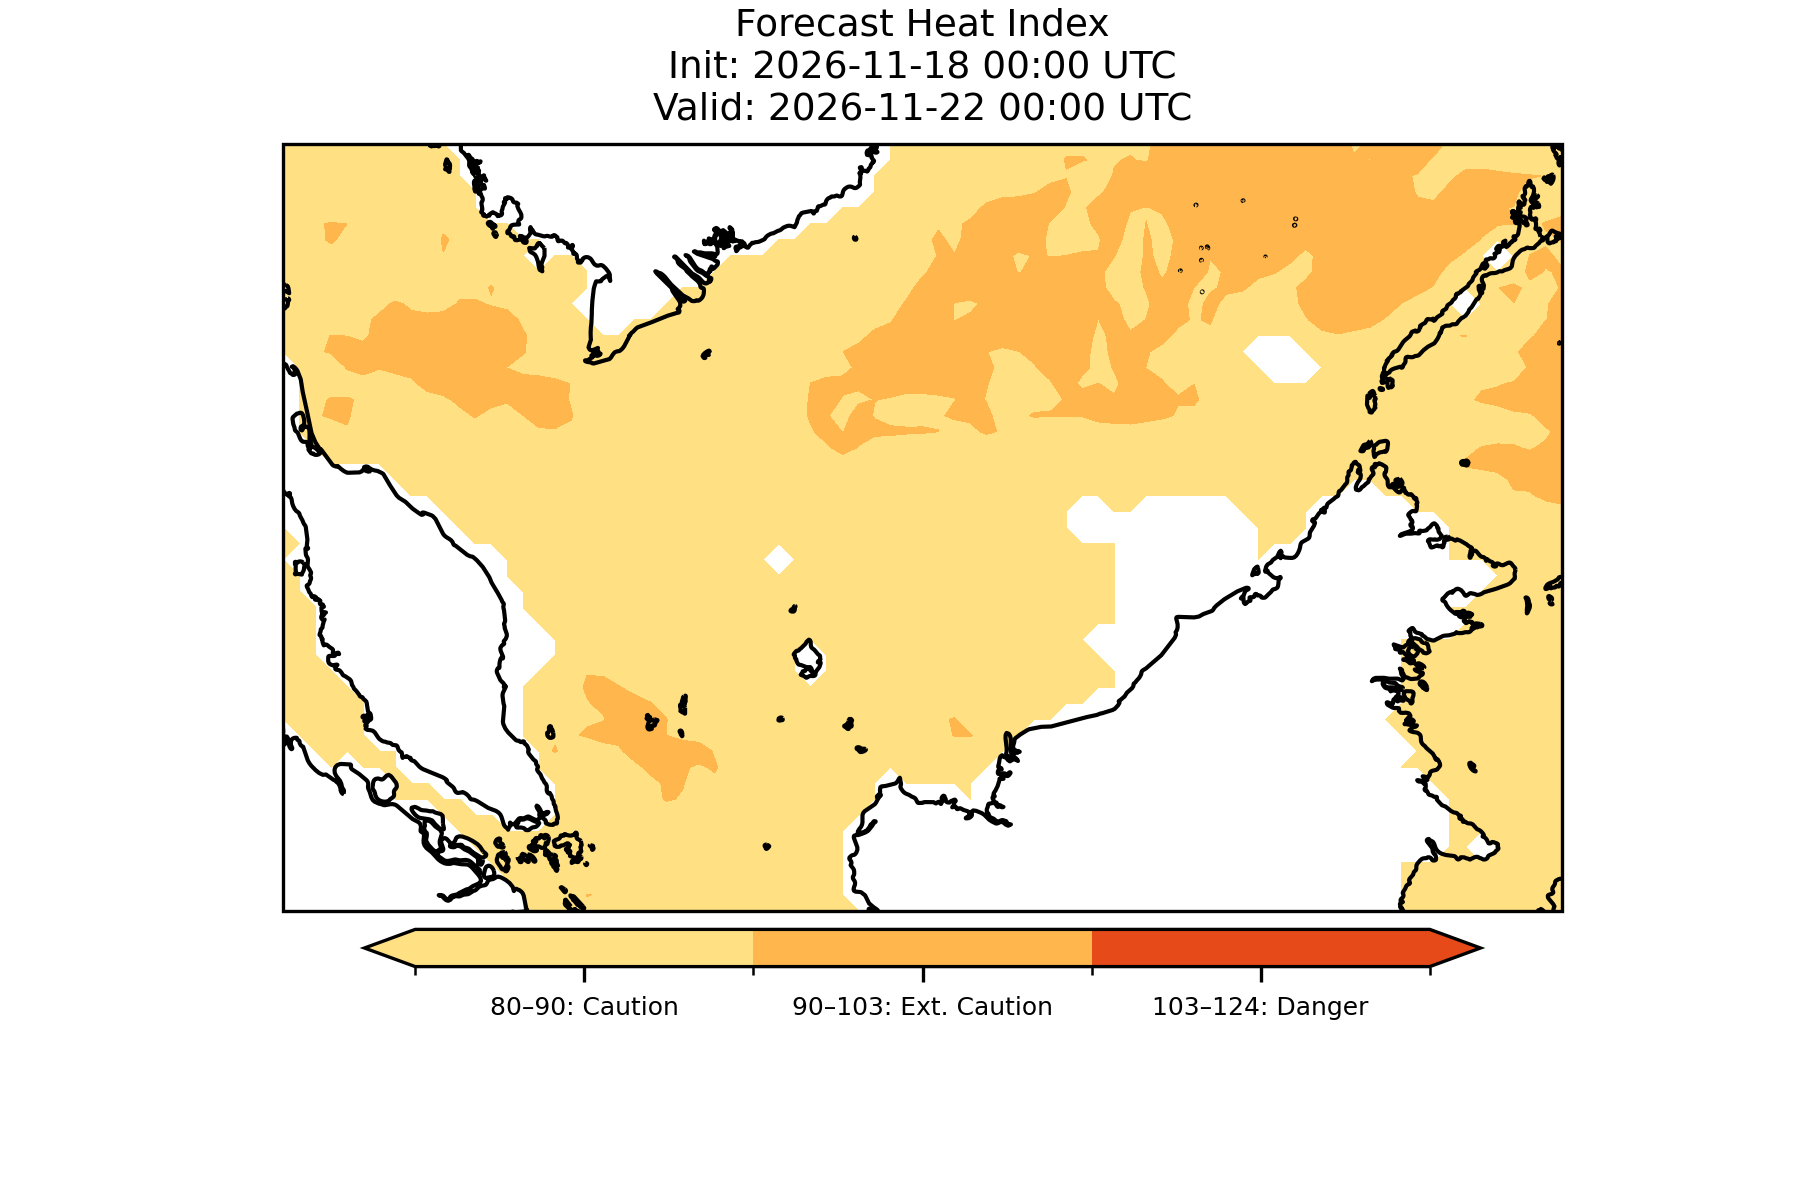 Forecast Heat Index
Init: 2026-11-18 00:00 UTC
Valid: 2026-11-22 00:00 UTC
80–90: Caution
90–103: Ext. Caution
103–124: Danger